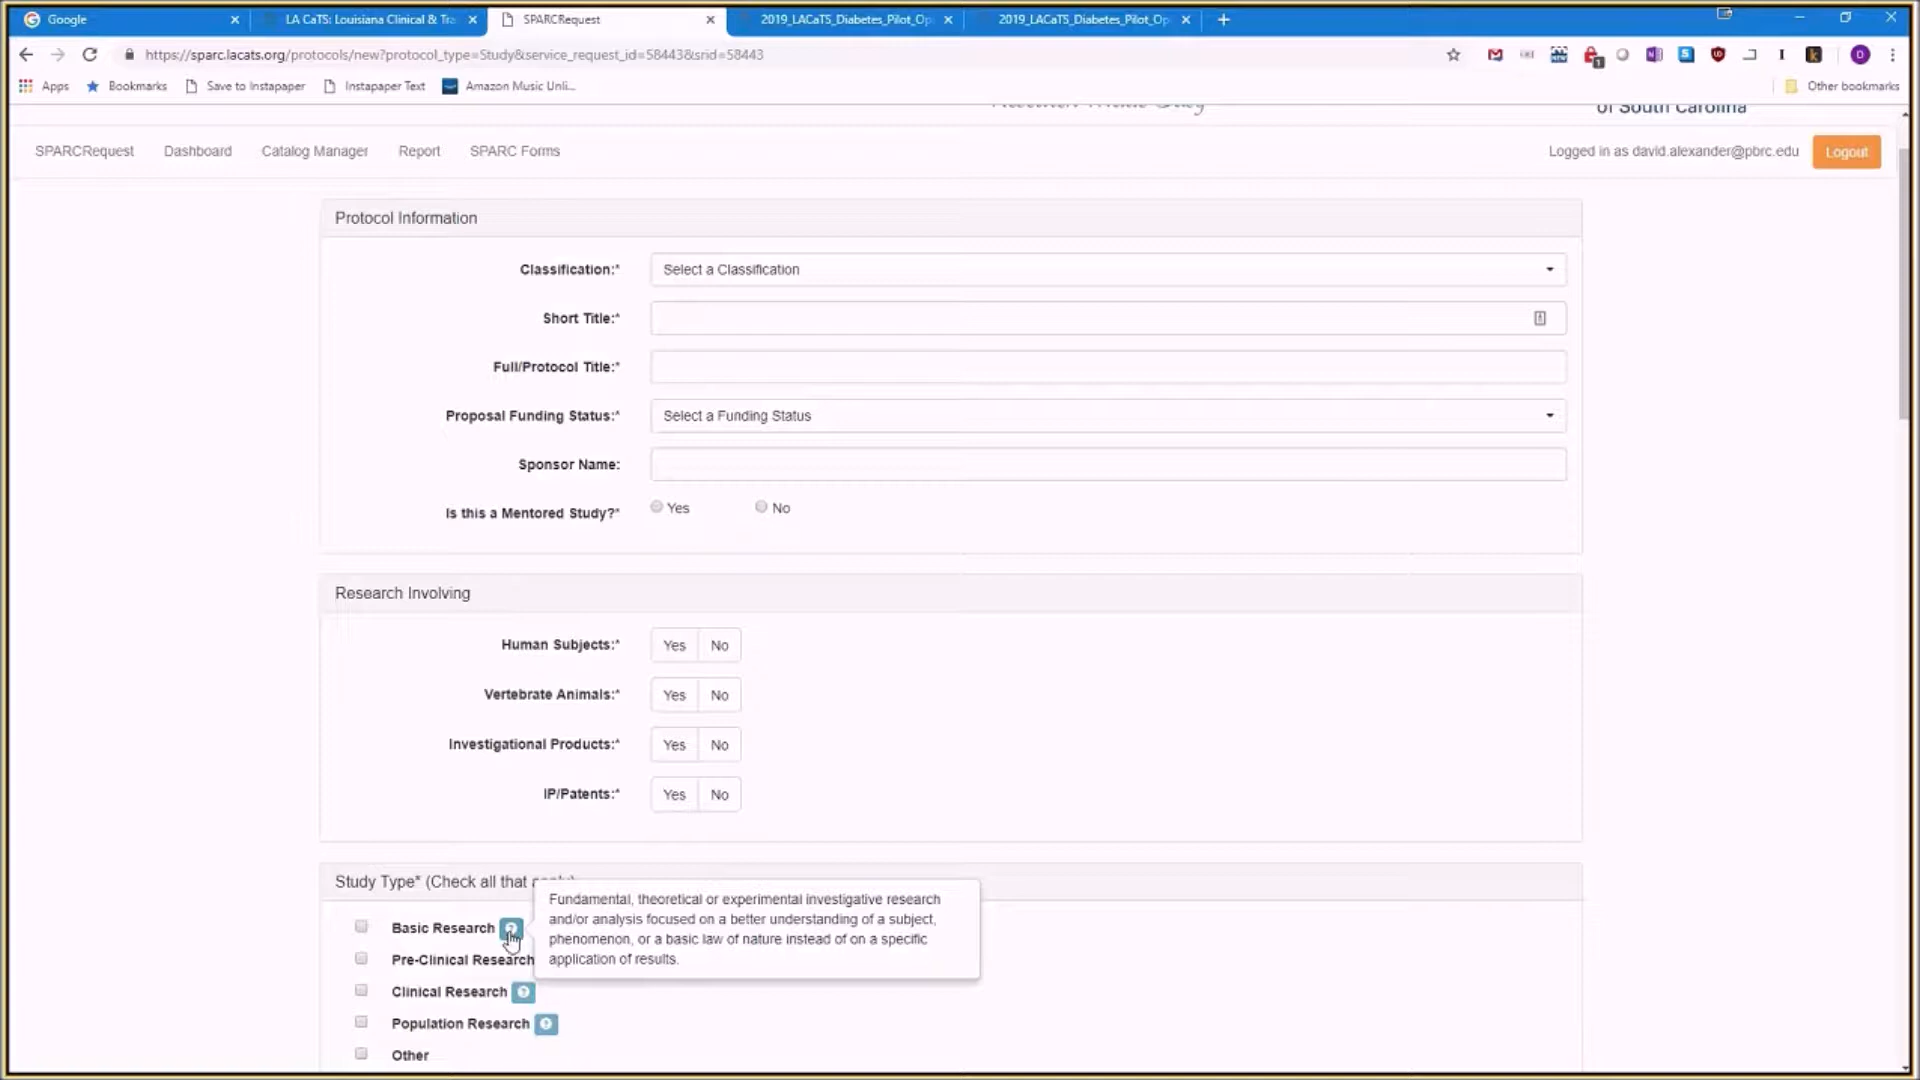 Google
LA CaTS: Louisiana Clinical & Tra
SPARCRequest
2019_LACaTS_Diabetes_Pilot_Op
2019_LACaTS_Diabetes_Pilot_Op
https://sparc.lacats.org/protocols/new?protocol_type=Study&service_request_id=58443&srid=58443
Apps
Bookmarks
Save to Instapaper
Instapaper Text
Amazon Music Unli...
Other bookmarks
of South Carolina
SPARCRequest
Dashboard
Catalog Manager
Report
SPARC Forms
Logged in as david.alexander@pbrc.edu
Logout
Protocol Information
Classification:*
Select a Classification
Short Title:*
Full/Protocol Title:*
Proposal Funding Status:*
Select a Funding Status
Sponsor Name:
Is this a Mentored Study?*
Yes
No
Research Involving
Human Subjects:*
Yes
No
Vertebrate Animals:*
Yes
No
Investigational Products:*
Yes
No
IP/Patents:*
Yes
No
Study Type* (Check all that
Fundamental, theoretical or experimental investigative research
and/or analysis focused on a better understanding of a subject,
phenomenon, or a basic law of nature instead of on a specific
application of results.
Basic Research
Pre-Clinical Research
Clinical Research ?
Population Research ?
Other